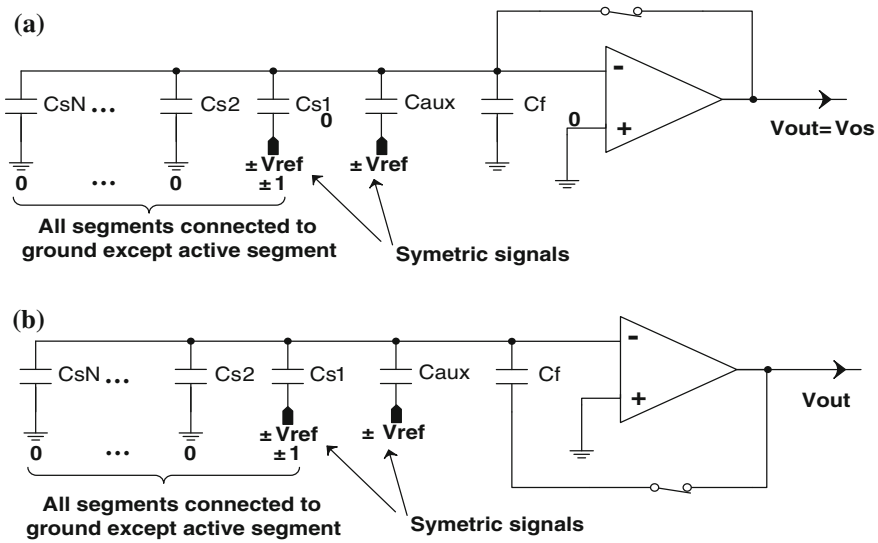 (a)
CsN ... Cs2 Cs1 Caux Cf - +
0
0
Vout= Vos
± Vref ± Vref
0 ... 0 ± 1
All segments connected to
ground except active segment
Symetric signals
(b)
CsN ... Cs2 Cs1 Caux Cf - +
Vout
± Vref ± Vref
0 ... 0 ± 1
All segments connected to
ground except active segment
Symetric signals